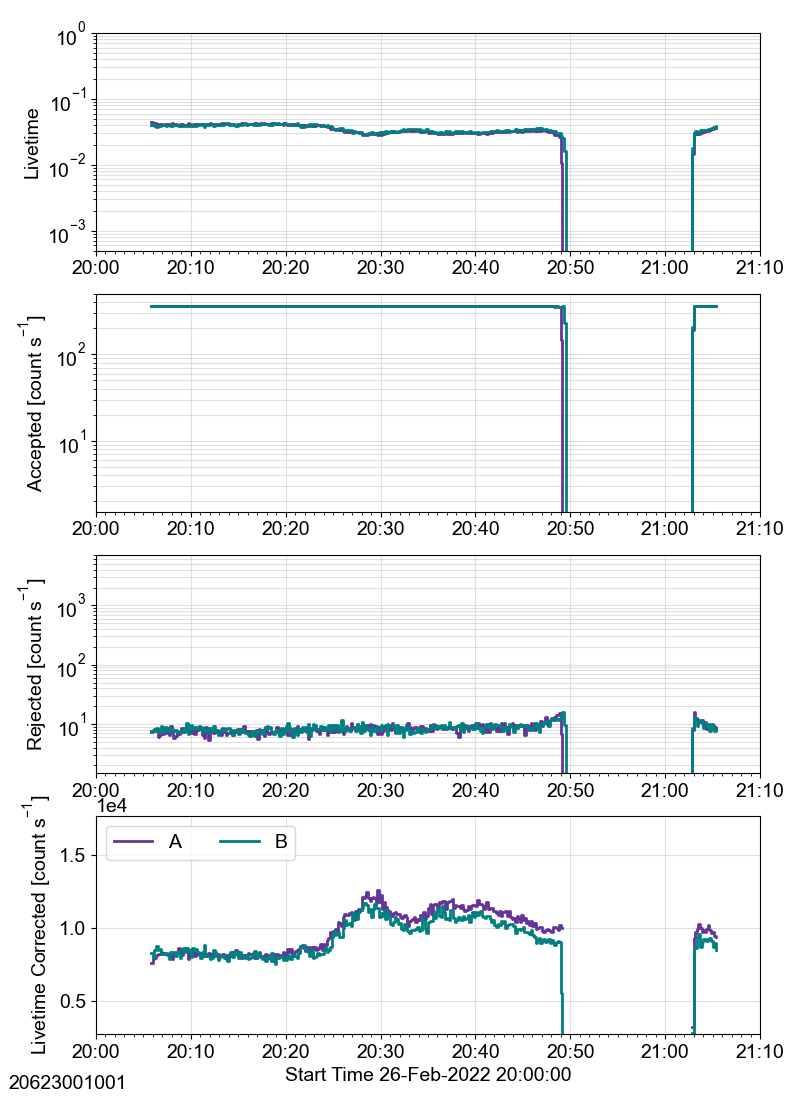 10^0
10^−1
10^−2
10^−3
Livetime
20:00 20:10 20:20 20:30 20:40 20:50 21:00 21:10
10^2
10^1
Accepted [count s^−1]
20:00 20:10 20:20 20:30 20:40 20:50 21:00 21:10
10^3
10^2
10^1
Rejected [count s^−1]
20:00 20:10 20:20 20:30 20:40 20:50 21:00 21:10
1e4
A B
1.5
1.0
0.5
Livetime Corrected [count s^−1]
20:00 20:10 20:20 20:30 20:40 20:50 21:00 21:10
Start Time 26-Feb-2022 20:00:00
20623001001